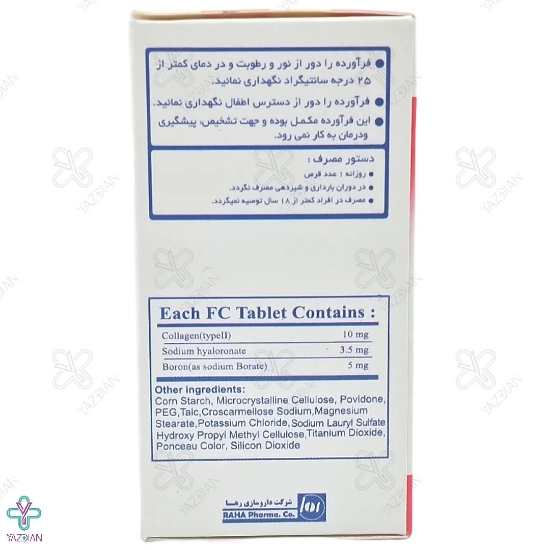 فرآورده را دور از نور و رطوبت و در دمای کمتر از
۲۵ درجه سانتیگراد نگهداری نمائید.
فرآورده را دور از دسترس اطفال نگهداری نمائید.
این فرآورده مکمل بوده و جهت تشخیص، پیشگیری
ودرمان به کار نمی رود.
دستور مصرف :
روزانه ۱ عدد قرص
در دوران بارداری و شیردهی مصرف نگردد.
مصرف در افراد کمتر از ۱۸ سال توصیه نمیگردد.
Each FC Tablet Contains :
Collagen(typeII) 10 mg
Sodium hyaloronate 3.5 mg
Boron(as sodium Borate) 5 mg
Other ingredients:
Corn Starch, Microcrystalline Cellulose, Povidone,
PEG,Talc,Croscarmellose Sodium,Magnesium
Stearate,Potassium Chloride,Sodium Lauryl Sulfate
Hydroxy Propyl Methyl Cellulose,Titanium Dioxide,
Ponceau Color, Silicon Dioxide
شرکت داروسازی رها
RAHA Pharma. Co.
YAZDIAN